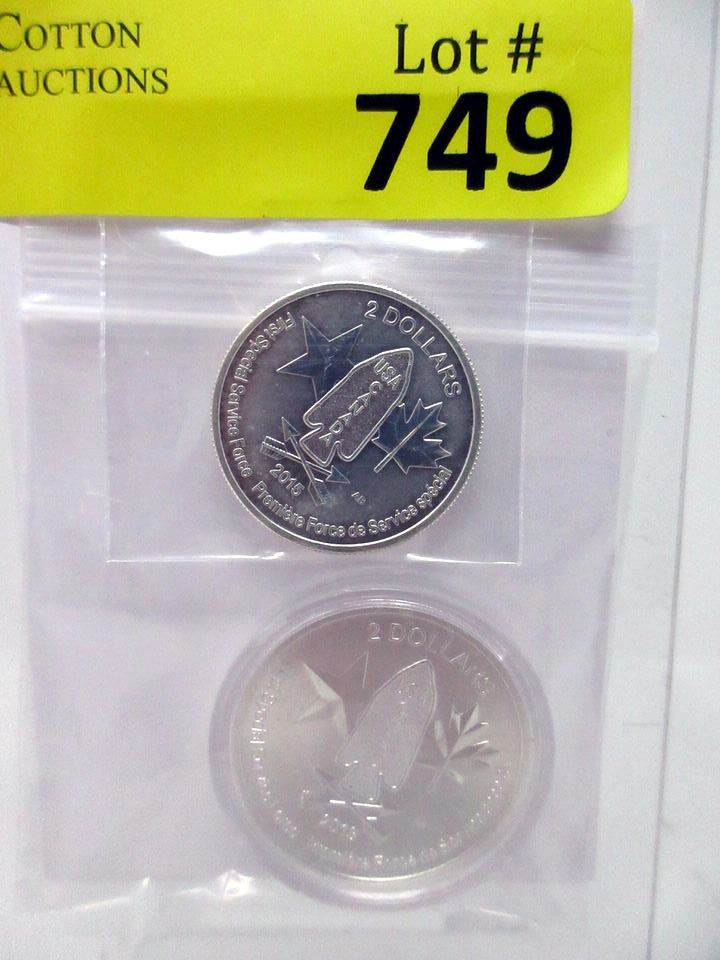 COTTON
AUCTIONS
Lot #
749
2 DOLLARS
First Special Service Force
USA
CANADA
2015
AB
Première Force de Service spécial
2 DOLLARS